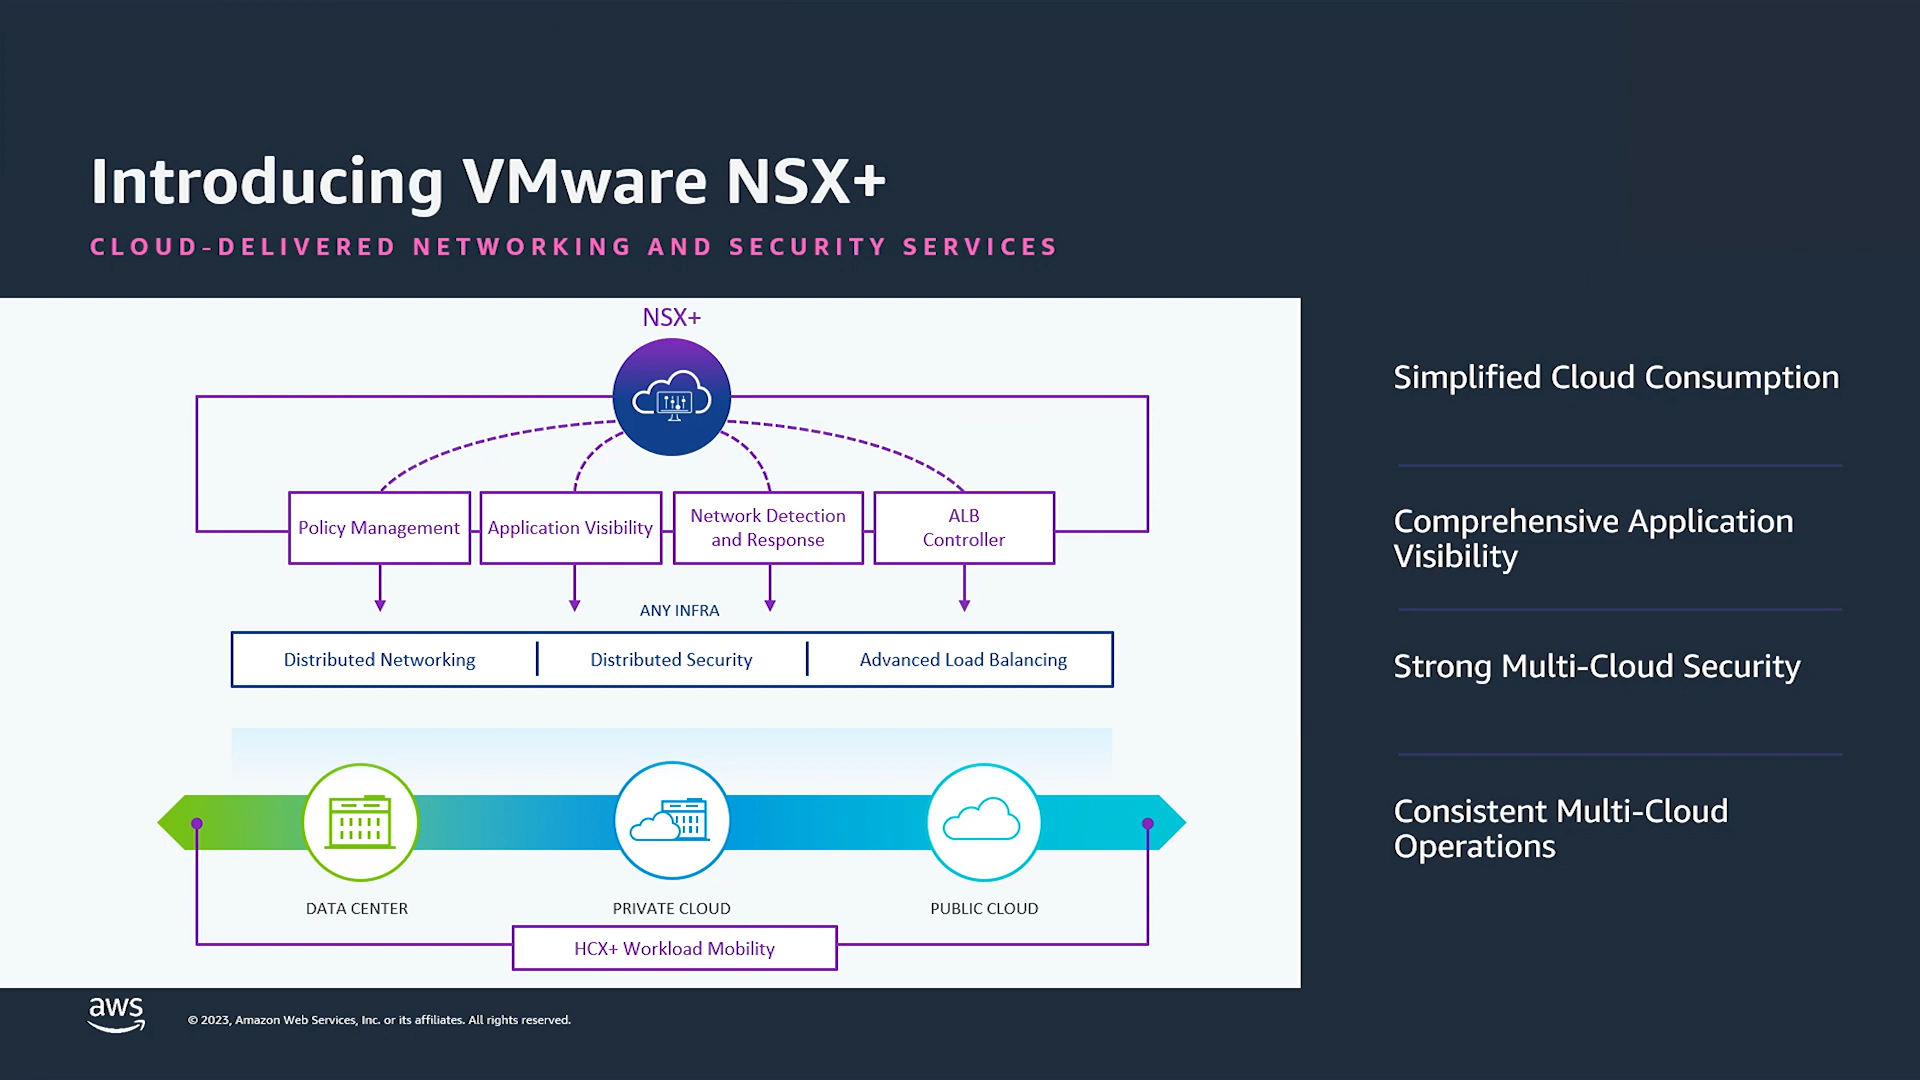 Introducing VMware NSX+
CLOUD-DELIVERED NETWORKING AND SECURITY SERVICES
NSX+
Policy Management
Application Visibility
Network Detection
and Response
ALB
Controller
ANY INFRA
Distributed Networking
Distributed Security
Advanced Load Balancing
DATA CENTER
PRIVATE CLOUD
PUBLIC CLOUD
HCX+ Workload Mobility
Simplified Cloud Consumption
Comprehensive Application
Visibility
Strong Multi-Cloud Security
Consistent Multi-Cloud
Operations
aws
© 2023, Amazon Web Services, Inc. or its affiliates. All rights reserved.